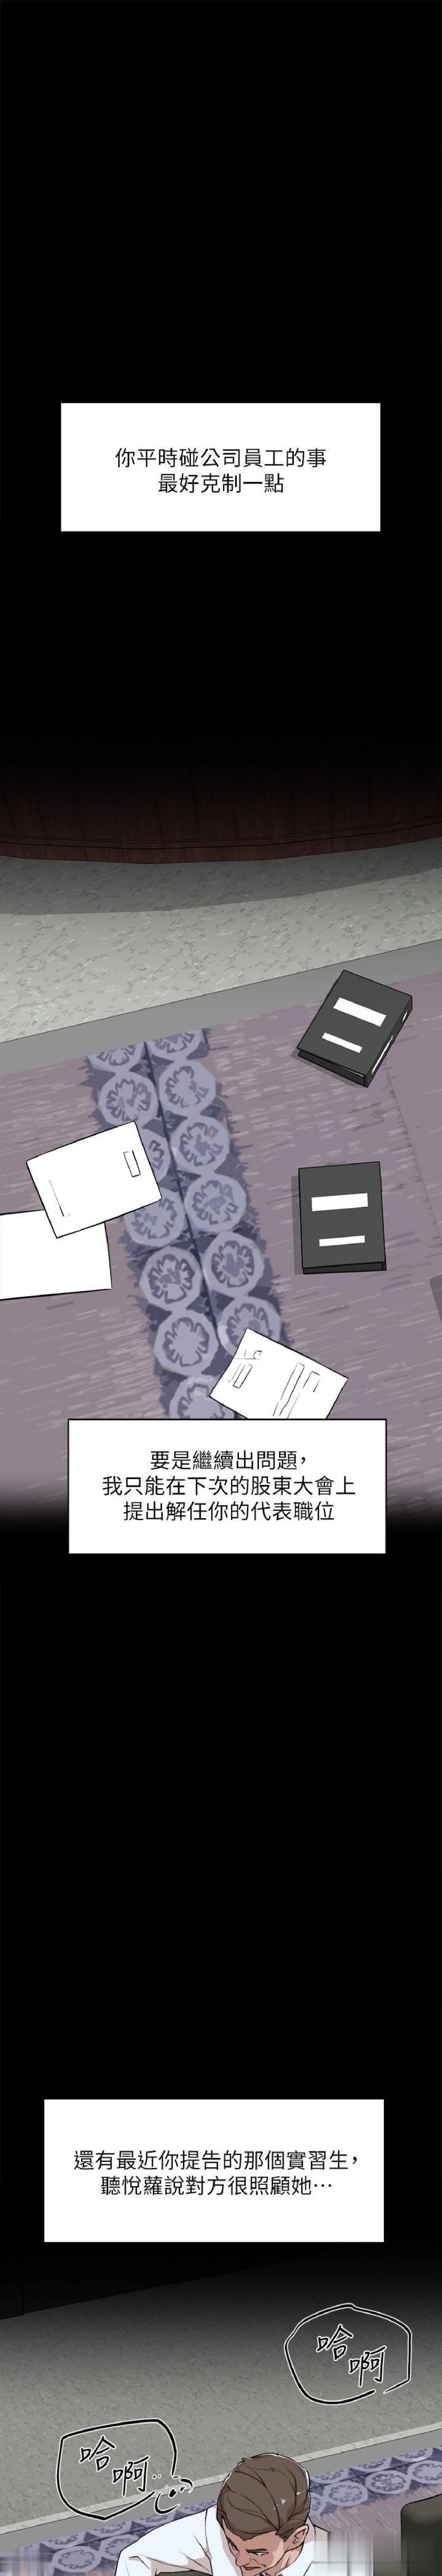 你平時碰公司員工的事
最好克制一點
要是繼續出問題，
我只能在下次的股東大會上
提出解任你的代表職位
還有最近你提告的那個實習生，
聽悅蘿說對方很照顧她⋯
哈
啊
哈
啊…